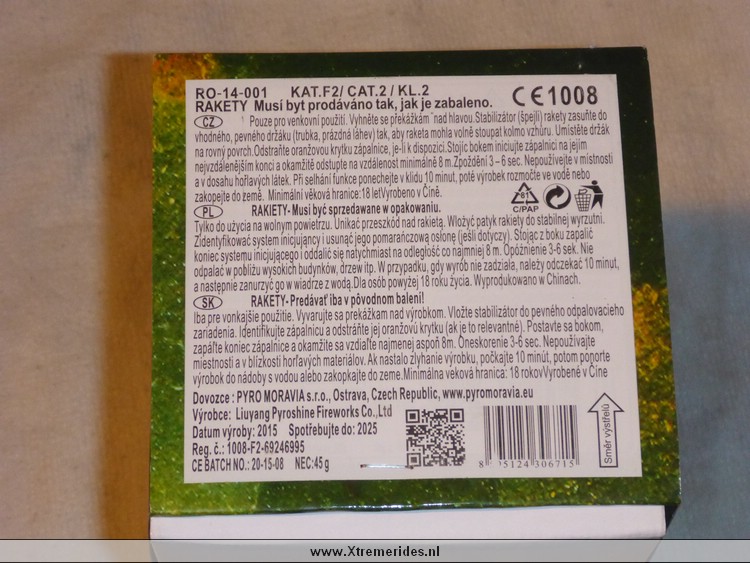 RO-14-001 KAT.F2/ CAT.2 / KL.2
RAKETY Musí byt prodáváno tak, jak je zabaleno.
CE1008
CZ Pouze pro venkovní použití. Vyhněte se překážkám nad hlavou.Stabilizátor (špejli) rakety zasuňte do
vhodného, pevného držáku (trubka, prázdná láhev) tak, aby raketa mohla volně stoupat kolmo vzhůru. Umístěte držák
na rovný povrch.Odstraňte oranžovou krytku zápalnice, je-li k dispozici.Stojíc bokem iniciujte zápalnici na jejím
nejvzdálenějším konci a okamžitě odstupte na vzdálenost minimálně 8 m.Zpoždění 3 – 6 sec. Nepoužívejte v místnosti
a v dosahu hořlavých látek. Při selhání funkce ponechejte v klidu 10 minut, poté výrobek rozmočte ve vodě nebo
zakopejte do země. Minimální věková hranice:18 letVyrobeno v Číně.
81
C/PAP
PL RAKIETY-Musi być sprzedawane w opakowaniu.
Tylko do użycia na wolnym powietrzu. Unikać przeszkód nad rakietą. Włożyć patyk rakiety do stabilnej wyrzutni.
Zidentyfikować system inicjujący i usunąć jego pomarańczową osłonę (jeśli dotyczy). Stojąc z boku zapalić
koniec systemu inicjującego i oddalić się natychmiast na odległość co najmniej 8 m. Opóźnienie 3-6 sek. Nie
odpalać w pobliżu wysokich budynków, drzew itp. W przypadku, gdy wyrób nie zadziała, należy odczekać 10 minut,
a następnie zanurzyć go w wiadrze z wodą.Dla osób powyżej 18 roku życia. Wyprodukowano w Chinach.
SK RAKETY-Predávať iba v pôvodnom balení!
Iba pre vonkajšie použitie. Vyvarujte sa prekážkam nad výrobkom. Vložte stabilizátor do pevného odpalovacieho
zariadenia. Identifikujte zápalnicu a odstráňte jej oranžovú krytku (ak je to relevantné). Postavte sa bokom,
zapáľte koniec zápalnice a okamžite sa vzdiaľte najmenej aspoň 8m. Oneskorenie 3-6 sec. Nepoužívajte
miestnosti a v blízkosti horľavých materiálov. Ak nastalo zlyhanie výrobku, počkajte 10 minút, potom ponorte
výrobok do nádoby s vodou alebo zakopkajte do zeme.Minimálna veková hranica: 18 rokovVyrobené v Číne
Dovozce : PYRO MORAVIA s.r.o., Ostrava, Czech Republic, www.pyromoravia.eu
Výrobce: Liuyang Pyroshine Fireworks Co.,Ltd
Datum výroby: 2015 Spotřebujte do: 2025
Reg. č.: 1008-F2-69246995
CE BATCH NO.: 20-15-08 NEC:45 g
Směr výstřelů
www.Xtremerides.nl